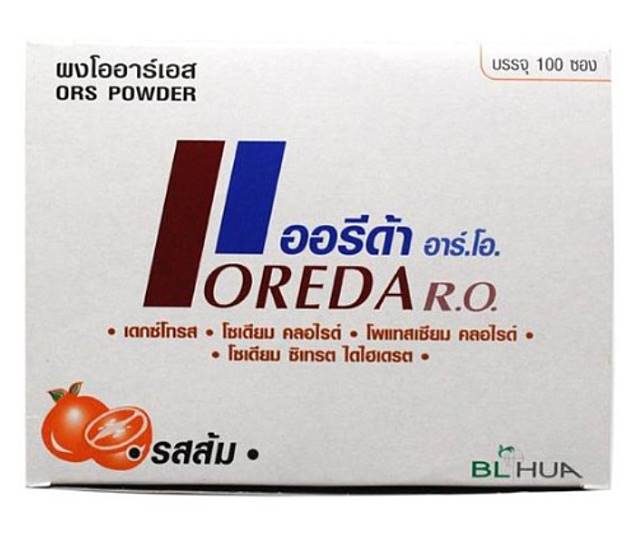 ผงโออาร์เอส
ORS POWDER
บรรจุ 100 ซอง
ออรีด้า อาร์.โอ.
OREDA R.O.
• เดกซ์โทรส • โซเดียม คลอไรด์ • โพแทสเซียม คลอไรด์ •
• โซเดียม ซิเทรต ไดไฮเดรต •
• รสส้ม •
BL HUA